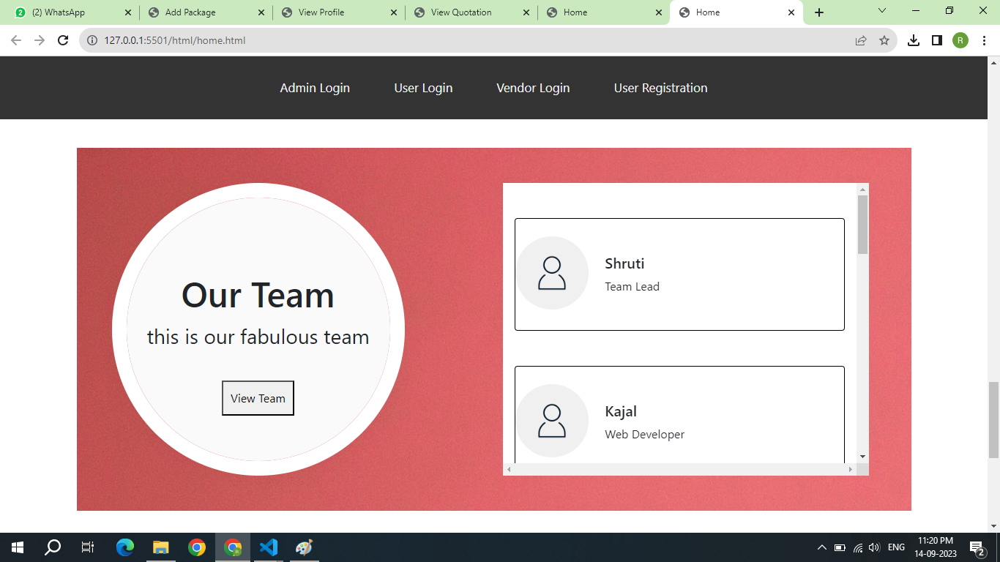 (2) WhatsApp
Add Package
View Profile
View Quotation
Home
Home
127.0.0.1:5501/html/home.html
R
Admin Login
User Login
Vendor Login
User Registration
Our Team
this is our fabulous team
View Team
Shruti
Team Lead
Kajal
Web Developer
ENG
11:20 PM
14-09-2023
2